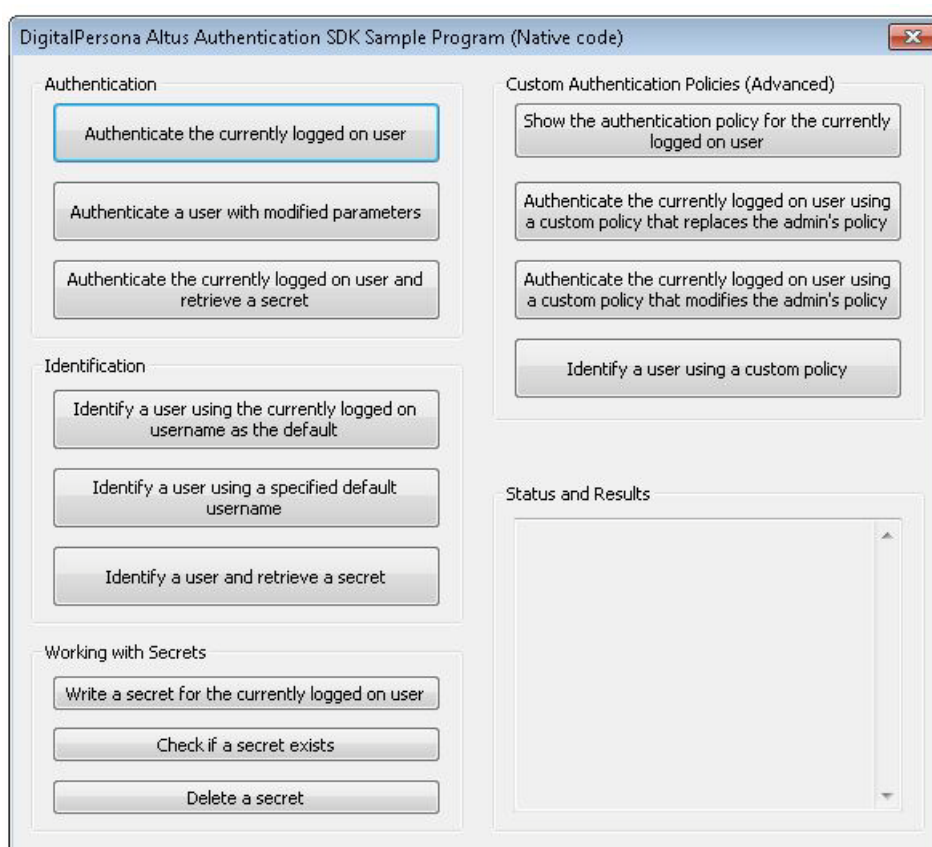 DigitalPersona Altus Authentication SDK Sample Program (Native code)
Authentication
Authenticate the currently logged on user
Authenticate a user with modified parameters
Authenticate the currently logged on user and
retrieve a secret
Identification
Identify a user using the currently logged on
username as the default
Identify a user using a specified default
username
Identify a user and retrieve a secret
Working with Secrets
Write a secret for the currently logged on user
Check if a secret exists
Delete a secret
Custom Authentication Policies (Advanced)
Show the authentication policy for the currently
logged on user
Authenticate the currently logged on user using
a custom policy that replaces the admin's policy
Authenticate the currently logged on user using
a custom policy that modifies the admin's policy
Identify a user using a custom policy
Status and Results